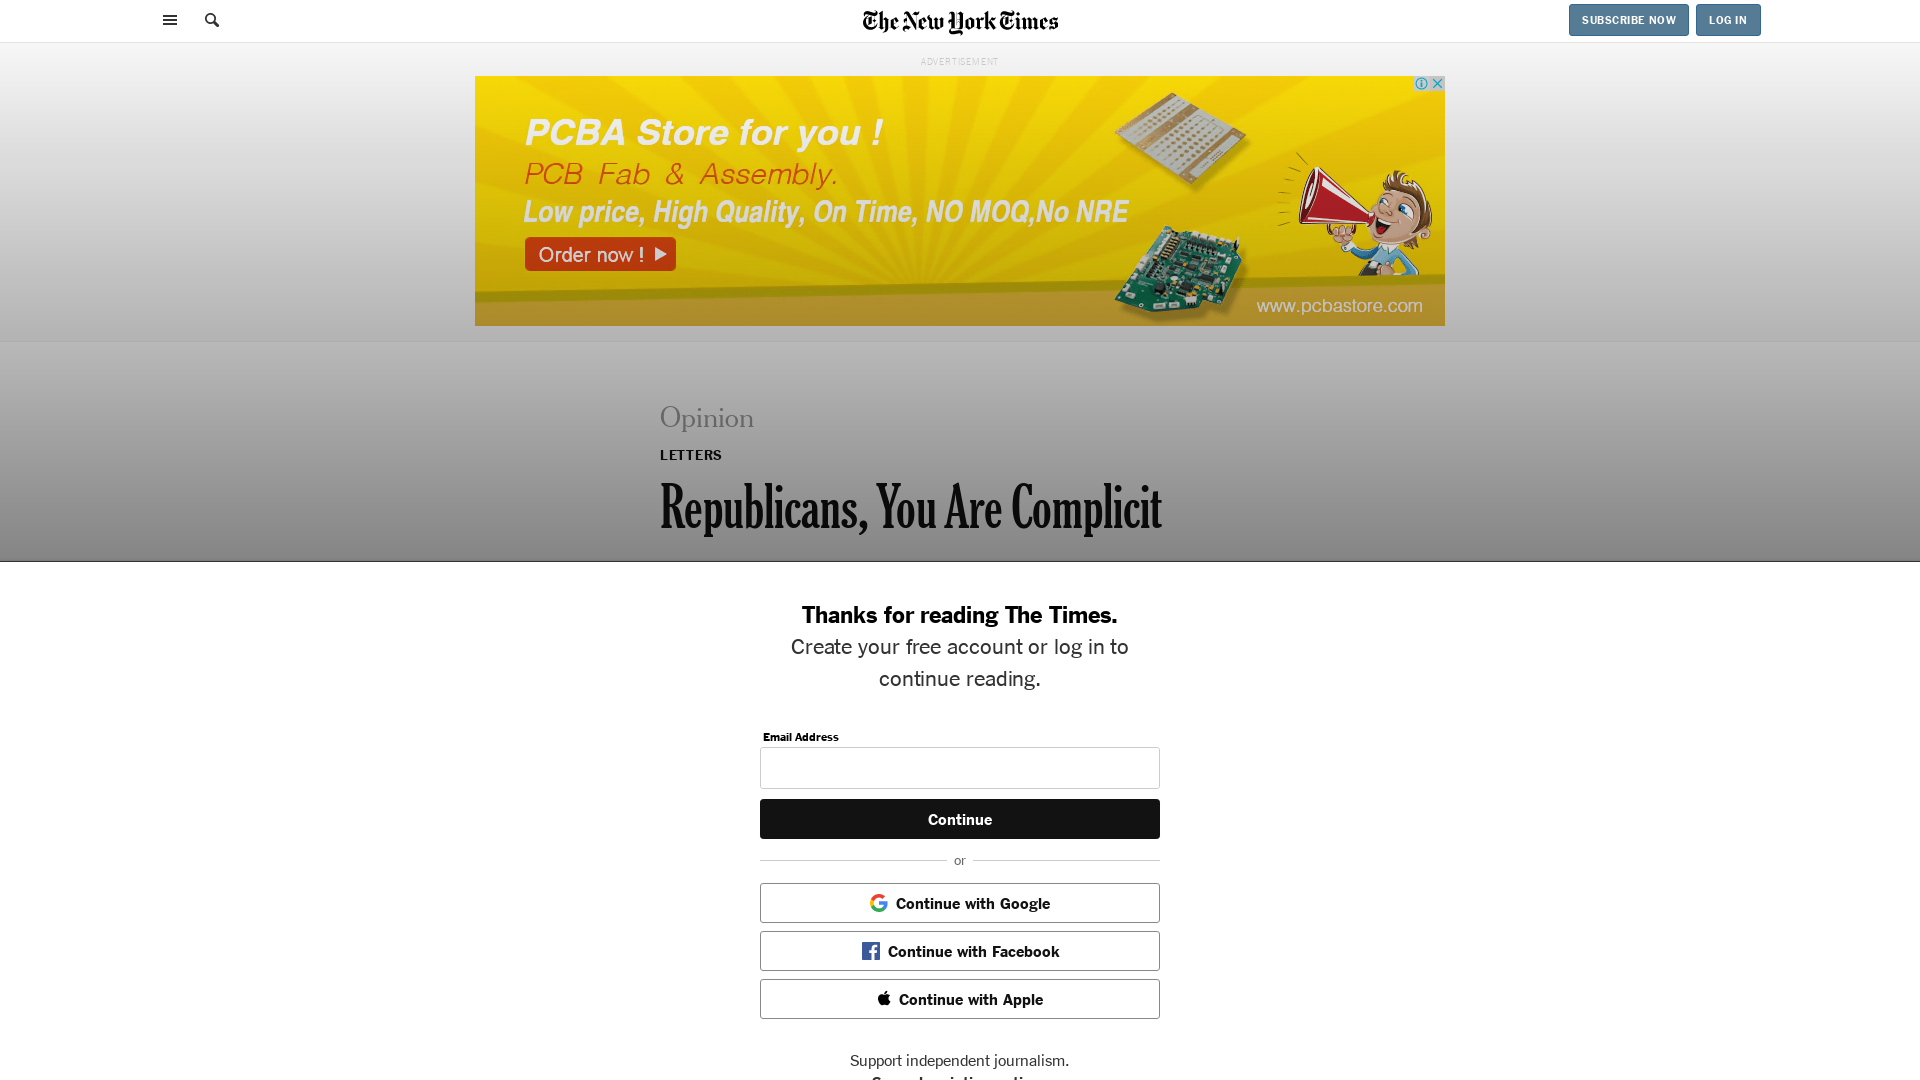 The New York Times
SUBSCRIBE NOW
LOG IN
ADVERTISEMENT
PCBA Store for you !
PCB Fab & Assembly.
Low price, High Quality, On Time, NO MOQ,No NRE
Order now !
www.pcbastore.com
Opinion
LETTERS
Republicans, You Are Complicit
Thanks for reading The Times.
Create your free account or log in to
continue reading.
Email Address
Continue
or
Continue with Google
Continue with Facebook
Continue with Apple
Support independent journalism.